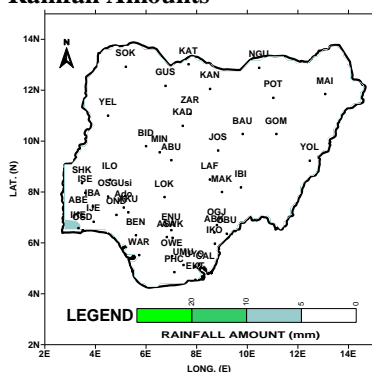 Rainfall Amounts
14N
N
KAT
NGU
SOK
KAN
GUS
MAI
POT
ZAR
YEL
KAD
BAU
GOM
BID
MIN
JOS
10N
ABU
YOL
LAT. (N)
SHK
ILO
LAF
IBI
ISE
MAK
8N
IBA
OSG
Usi
Ado
LOK
ABE
IJE
BEN
ENU
OGJ
WAR
OWE
6N
PHC
CAL
4N
LEGEND
20
10
5
0
RAINFALL AMOUNT (mm)
2N
2E
4E
6E
8E
10E
12E
14E
LONG. (E)